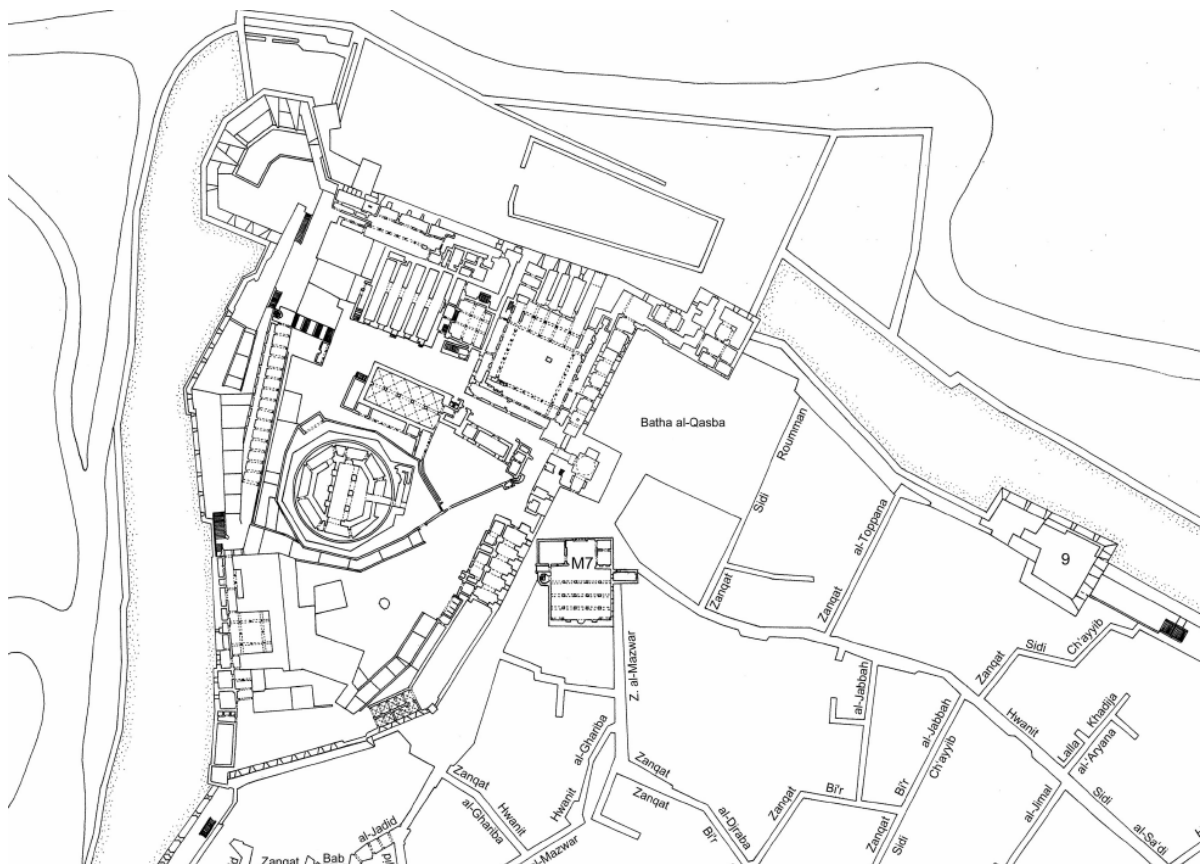 Batha al-Qasba
Roumman
Sidi
Zanqat
al-Toppana
Zanqat
9
M7
Z. al-Mazwar
al-Jabbah
Zanqat
Sidi
Ch'ayyib
Hwanit
Lalla
Khadija
al-'Aryana
Sidi
al-Sa'di
al-Jimal
al-Jabbah
Bi'r
Ch'ayyib
Sidi
Zanqat
Bi'r
Zanqat
al-Djraba
Bi'r
Zanqat
Zanqat
al-Ghariba
Hwanit
Zanqat
al-Ghariba
Hwanit
al-Mazwar
al-Jadid
Bab
Zanqat